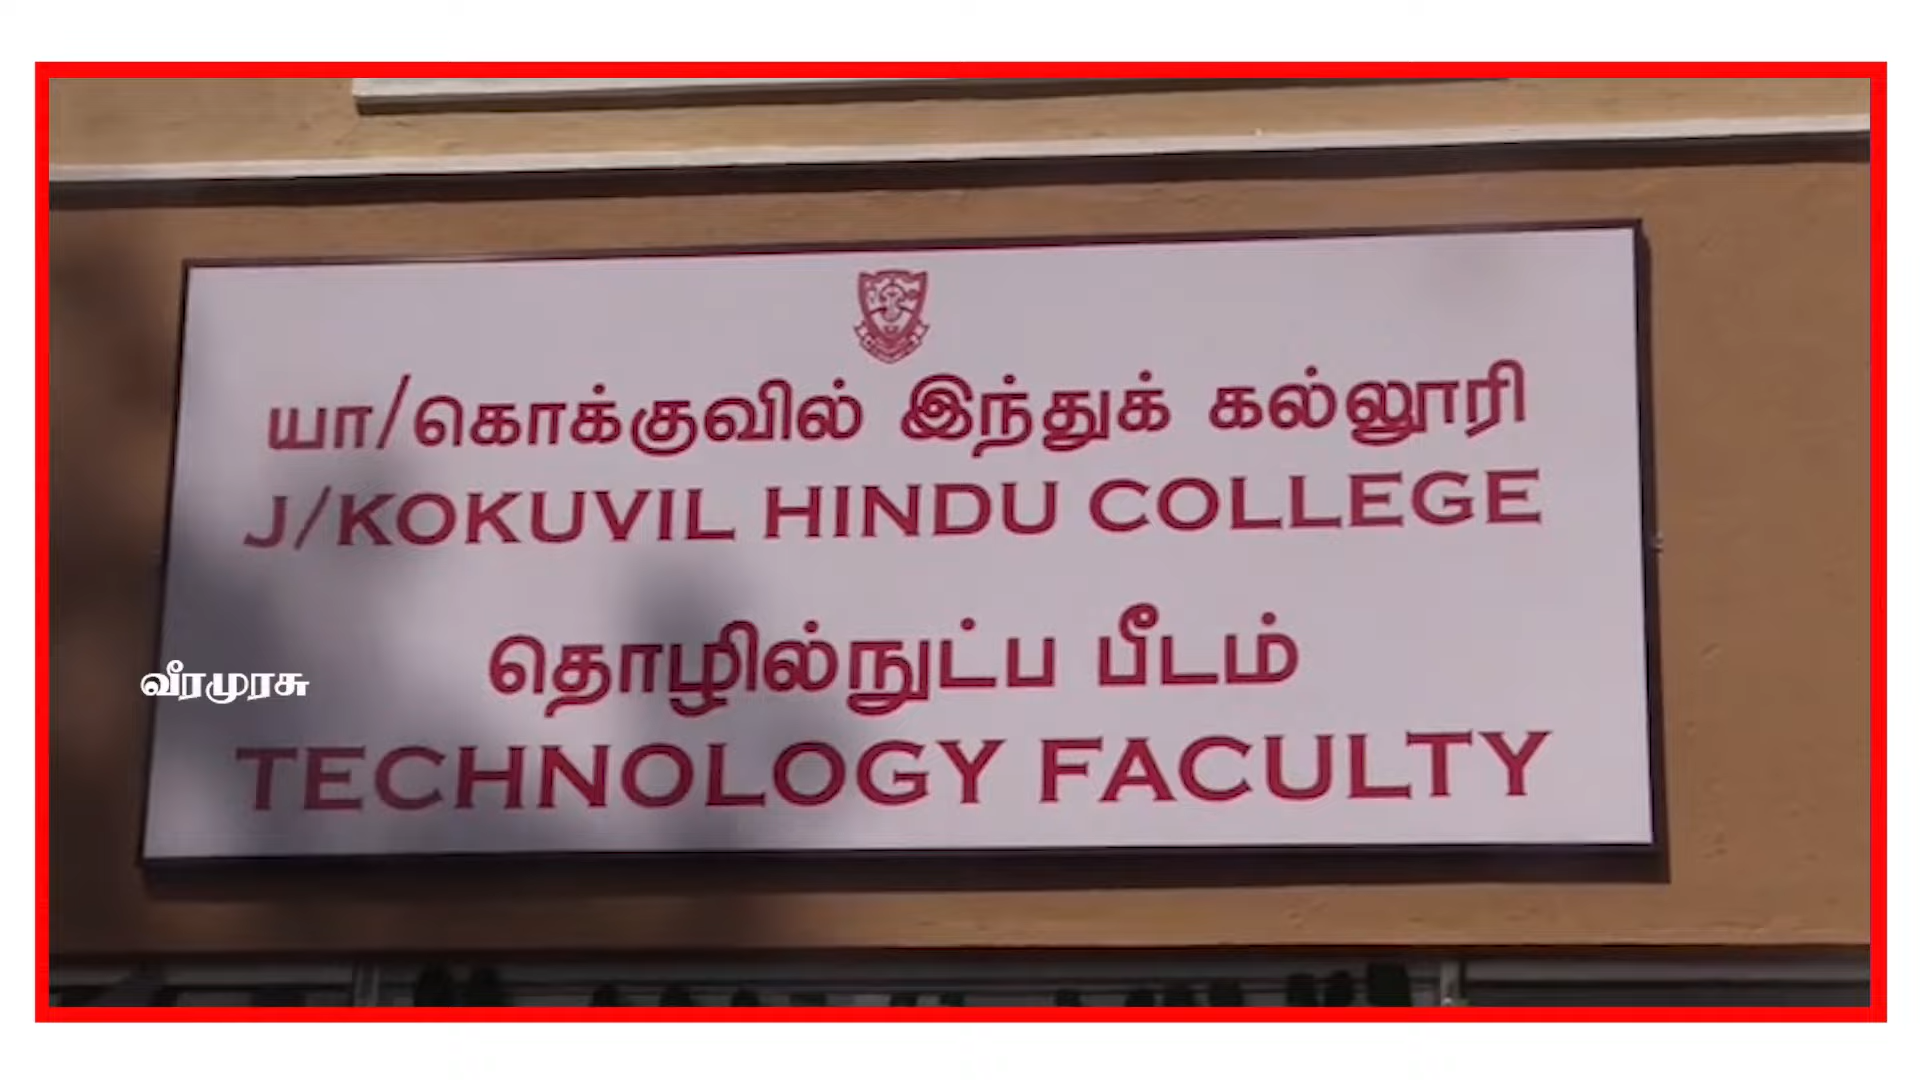 யா/கொக்குவில் இந்துக் கல்லூரி
J/KOKUVIL HINDU COLLEGE
தொழில்நுட்ப பீடம்
வீரமுரசு
TECHNOLOGY FACULTY